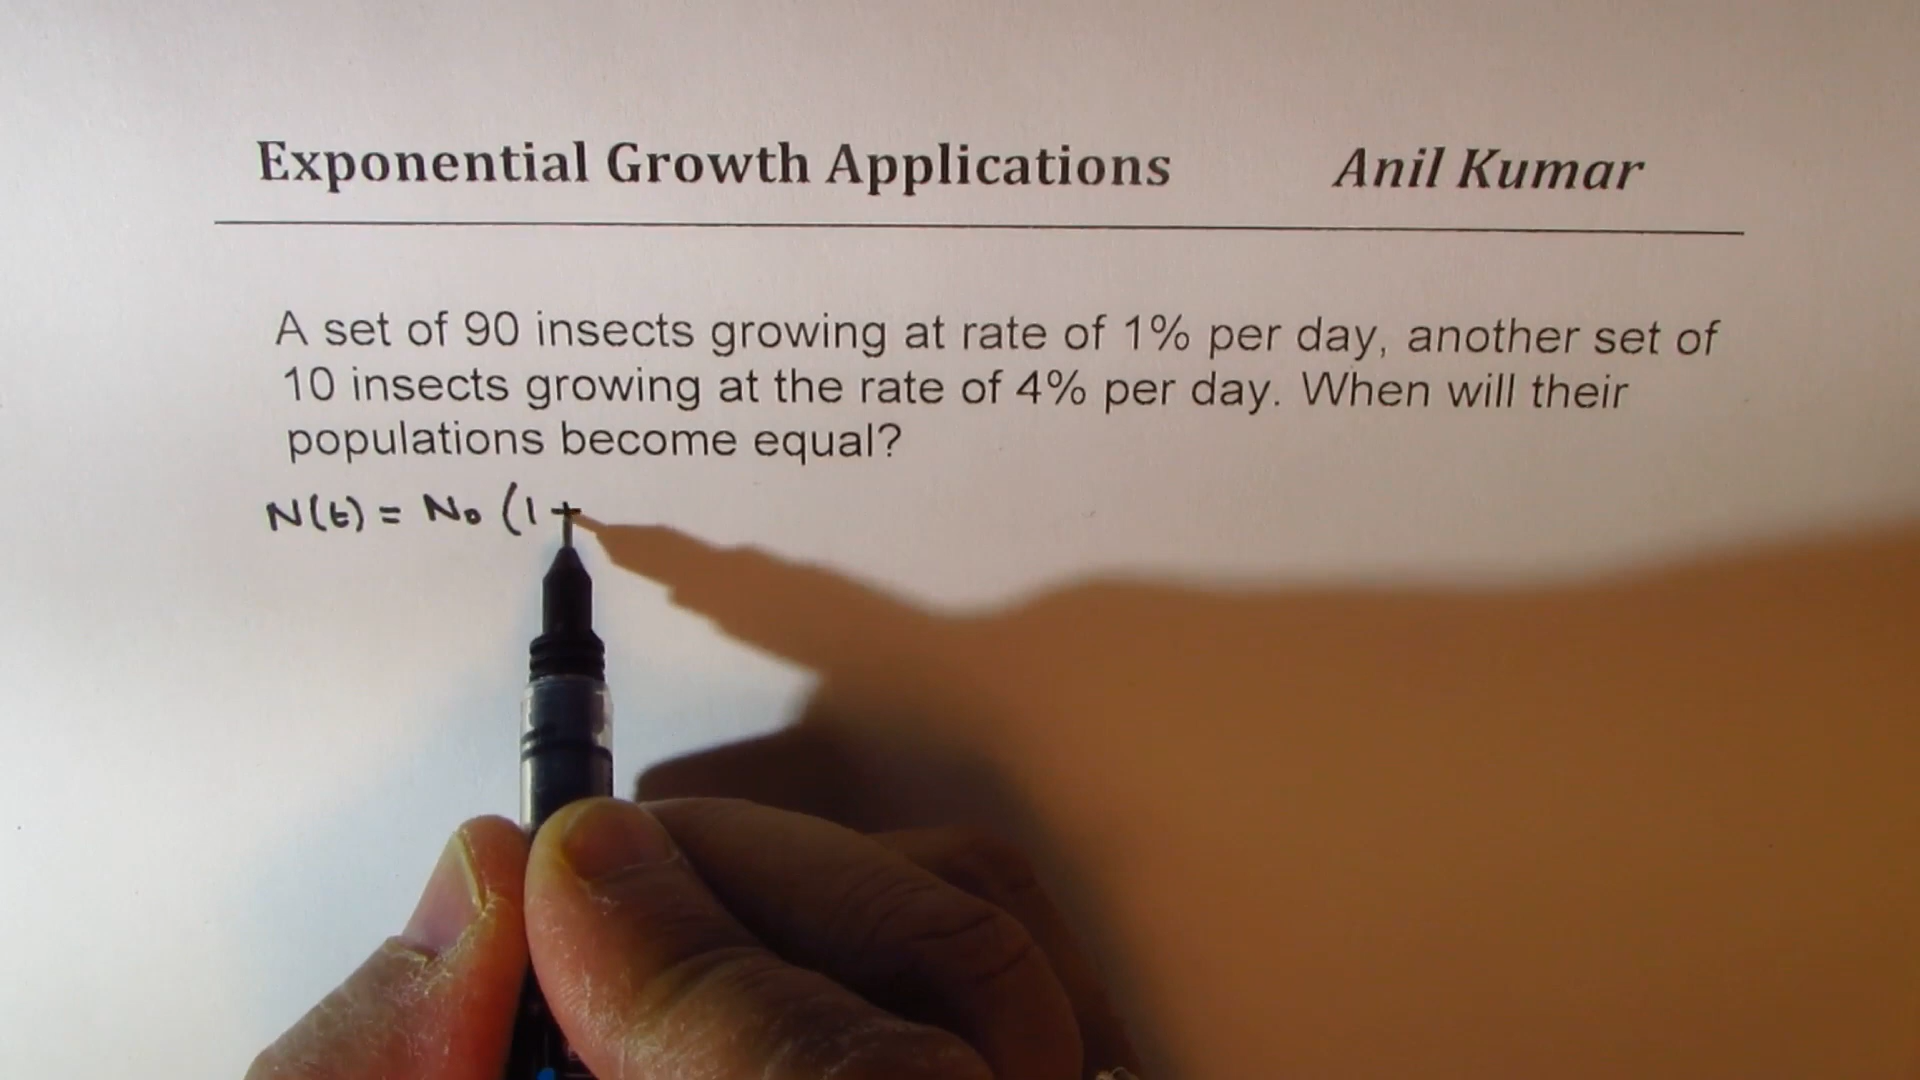 Exponential Growth Applications Anil Kumar
A set of 90 insects growing at rate of 1% per day, another set of
10 insects growing at the rate of 4% per day. When will their
populations become equal?
N(t) = N₀ (1 +